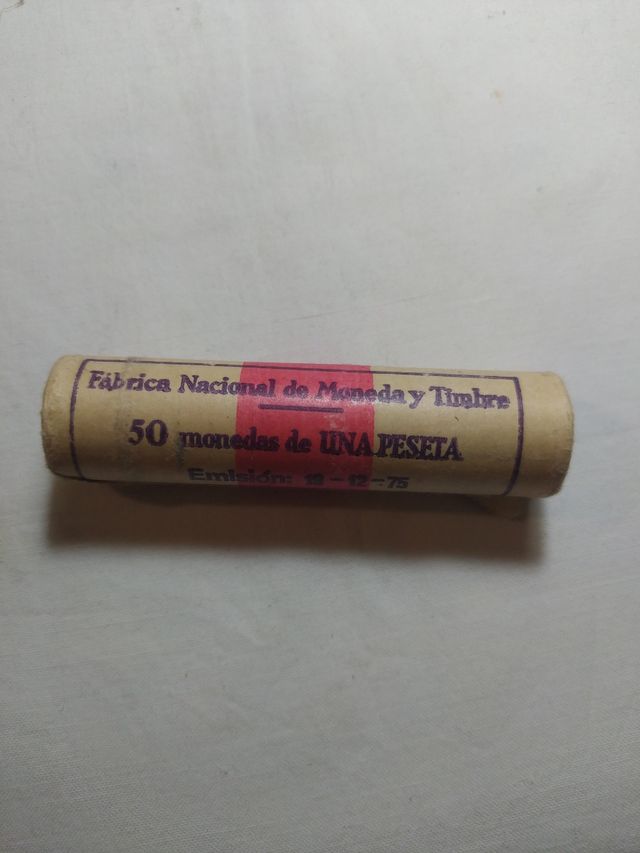 Fábrica Nacional de Moneda y Timbre
50 monedas de UNA PESETA
Emisión: 19 - 12 - 75